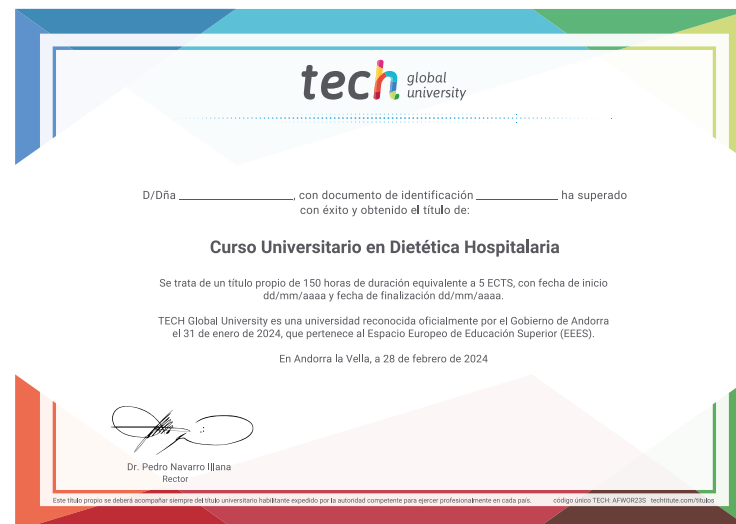 tech global university
D/Dña ____________________, con documento de identificación ______________ ha superado
con éxito y obtenido el título de:
Curso Universitario en Dietética Hospitalaria
Se trata de un título propio de 150 horas de duración equivalente a 5 ECTS, con fecha de inicio
dd/mm/aaaa y fecha de finalización dd/mm/aaaa.
TECH Global University es una universidad reconocida oficialmente por el Gobierno de Andorra
el 31 de enero de 2024, que pertenece al Espacio Europeo de Educación Superior (EEES).
En Andorra la Vella, a 28 de febrero de 2024
Dr. Pedro Navarro Illana
Rector
Este título propio se deberá acompañar siempre del título universitario habilitante expedido por la autoridad competente para ejercer profesionalmente en cada país. código único TECH: AFWOR23S techtitute.com/titulos